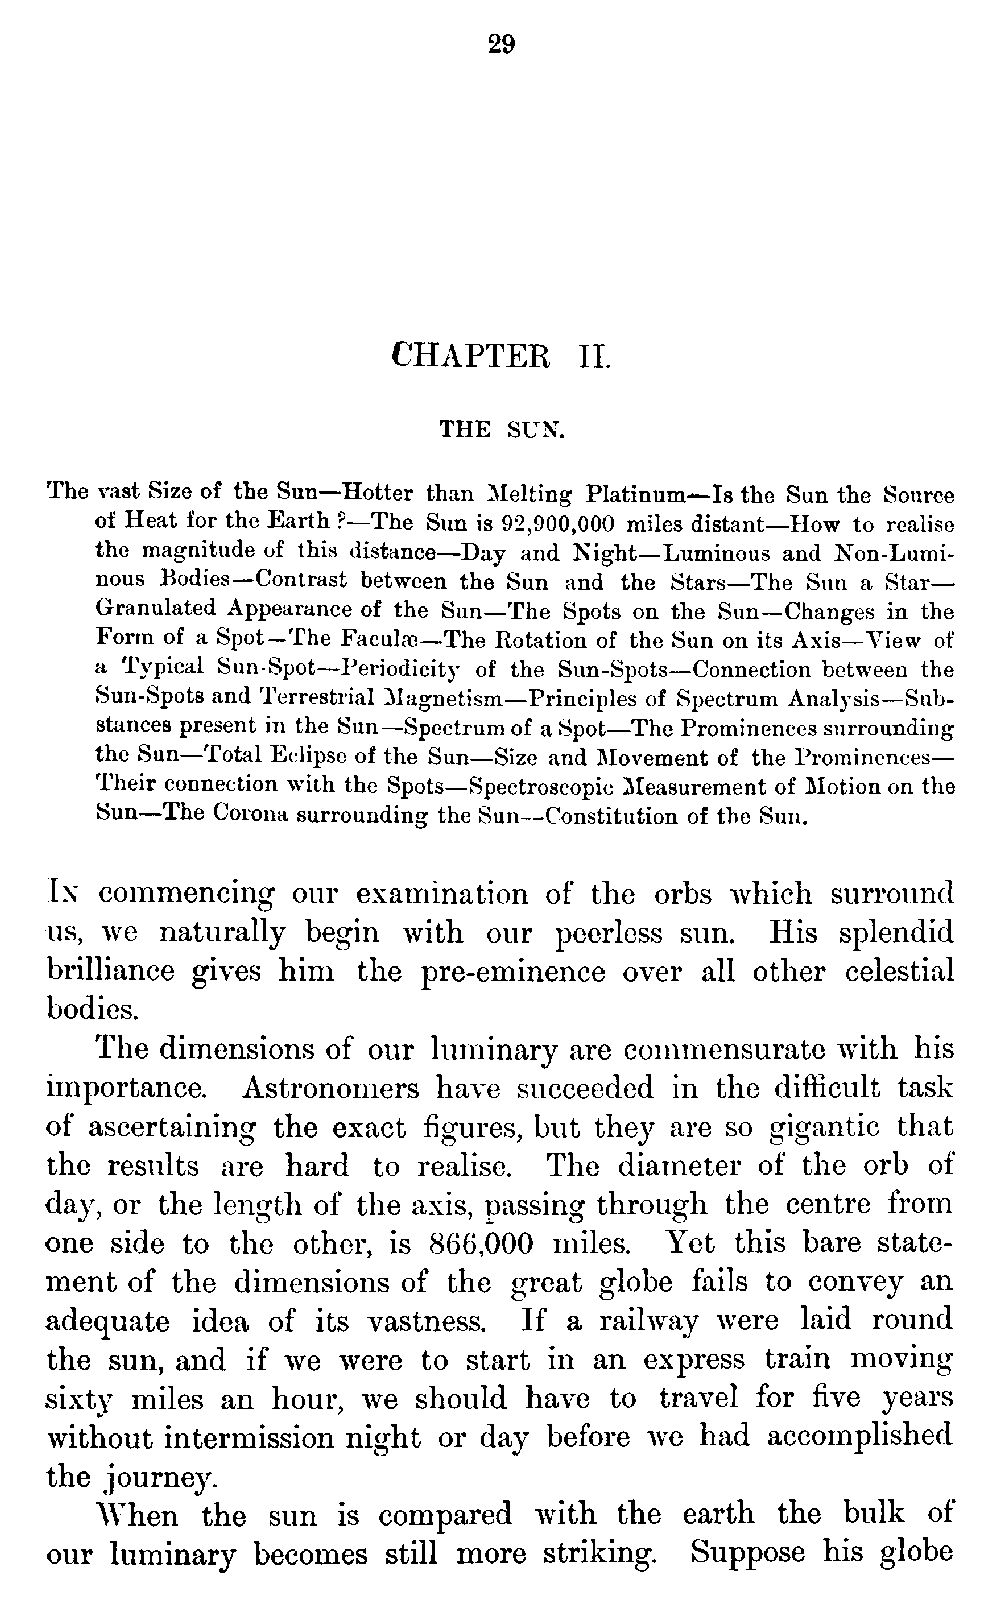 29
CHAPTER II.
THE SUN.
The vast Size of the Sun—Hotter than Melting Platinum—Is the Sun the Source
of Heat for the Earth?—The Sun is 92,900,000 miles distant—How to realise
the magnitude of this distance—Day and Night—Luminous and Non-Lumi-
nous Bodies—Contrast between the Sun and the Stars—The Sun a Star—
Granulated Appearance of the Sun—The Spots on the Sun—Changes in the
Form of a Spot—The Faculæ—The Rotation of the Sun on its Axis—View of
a Typical Sun-Spot—Periodicity of the Sun-Spots—Connection between the
Sun-Spots and Terrestrial Magnetism—Principles of Spectrum Analysis—Sub-
stances present in the Sun—Spectrum of a Spot—The Prominences surrounding
the Sun—Total Eclipse of the Sun—Size and Movement of the Prominences—
Their connection with the Spots—Spectroscopic Measurement of Motion on the
Sun—The Corona surrounding the Sun—Constitution of the Sun.
IN commencing our examination of the orbs which surround
us, we naturally begin with our peerless sun. His splendid
brilliance gives him the pre-eminence over all other celestial
bodies.
The dimensions of our luminary are commensurate with his
importance. Astronomers have succeeded in the difficult task
of ascertaining the exact figures, but they are so gigantic that
the results are hard to realise. The diameter of the orb of
day, or the length of the axis, passing through the centre from
one side to the other, is 866,000 miles. Yet this bare state-
ment of the dimensions of the great globe fails to convey an
adequate idea of its vastness. If a railway were laid round
the sun, and if we were to start in an express train moving
sixty miles an hour, we should have to travel for five years
without intermission night or day before we had accomplished
the journey.
When the sun is compared with the earth the bulk of
our luminary becomes still more striking. Suppose his globe